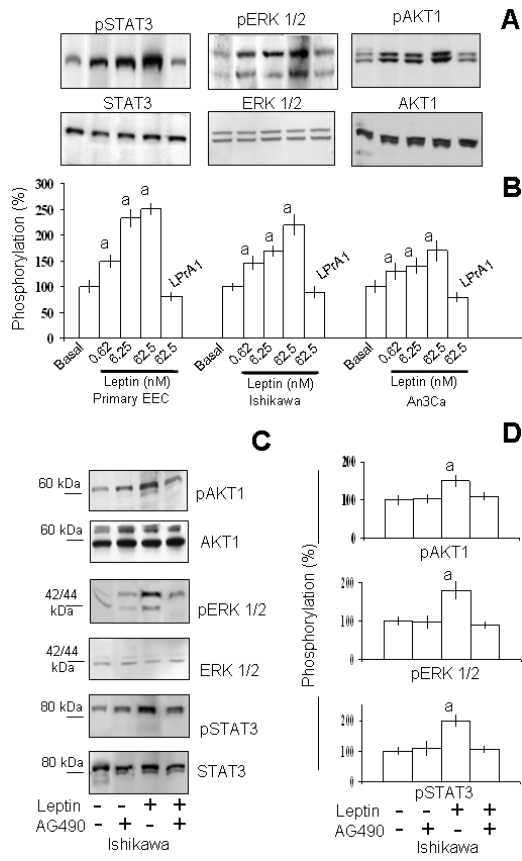 A
pSTAT3 pERK 1/2 pAKT1
STAT3 ERK 1/2 AKT1
B
Phosphorylation (%)
300
250
200
150
100
50
0
a a a LPrA1
a a a LPrA1
a a a LPrA1
Basal 0.62 6.25 62.5 62.5
Basal 0.62 6.25 62.5 62.5
Basal 0.62 6.25 62.5 62.5
Leptin (nM) Leptin (nM) Leptin (nM)
Primary EEC Ishikawa An3Ca
C
60 kDa pAKT1
60 kDa AKT1
42/44 kDa pERK 1/2
42/44 kDa ERK 1/2
80 kDa pSTAT3
80 kDa STAT3
Leptin - - + +
AG490 - + - +
Ishikawa
D
Phosphorylation (%)
200
100
0
a
pAKT1
200
100
0
a
pERK 1/2
200
100
0
a
pSTAT3
Leptin - - + +
AG490 - + - +
Ishikawa